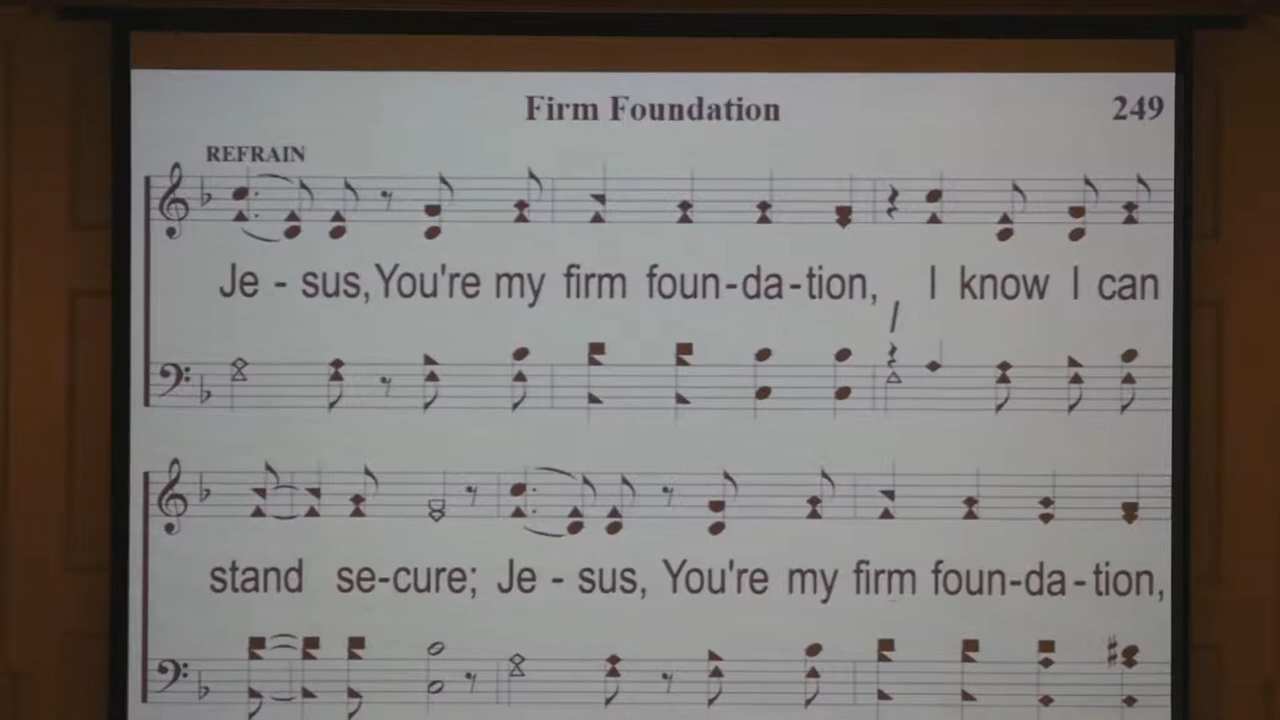 Firm Foundation 249
REFRAIN
Je - sus, You're my firm foun-da-tion, I know I can
stand se-cure; Je - sus, You're my firm foun-da-tion,